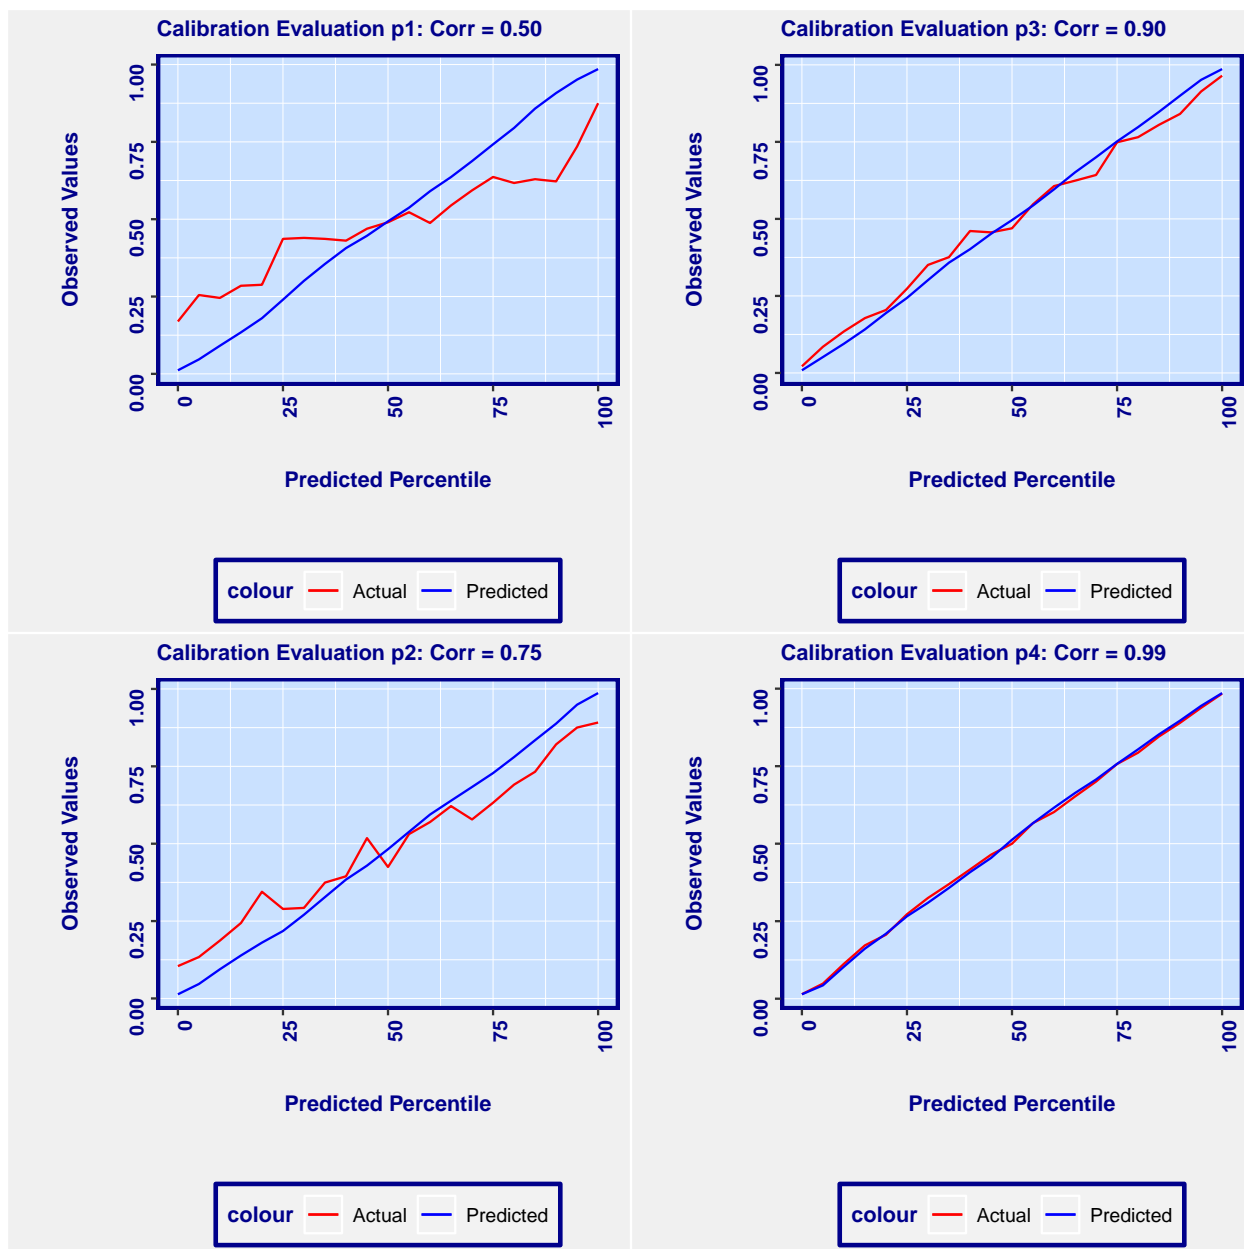 Calibration Evaluation p1: Corr = 0.50
Observed Values
1.00
0.75
0.50
0.25
0.00
0
25
50
75
100
Predicted Percentile
colour Actual Predicted
Calibration Evaluation p3: Corr = 0.90
Observed Values
1.00
0.75
0.50
0.25
0.00
0
25
50
75
100
Predicted Percentile
colour Actual Predicted
Calibration Evaluation p2: Corr = 0.75
Observed Values
1.00
0.75
0.50
0.25
0.00
0
25
50
75
100
Predicted Percentile
colour Actual Predicted
Calibration Evaluation p4: Corr = 0.99
Observed Values
1.00
0.75
0.50
0.25
0.00
0
25
50
75
100
Predicted Percentile
colour Actual Predicted